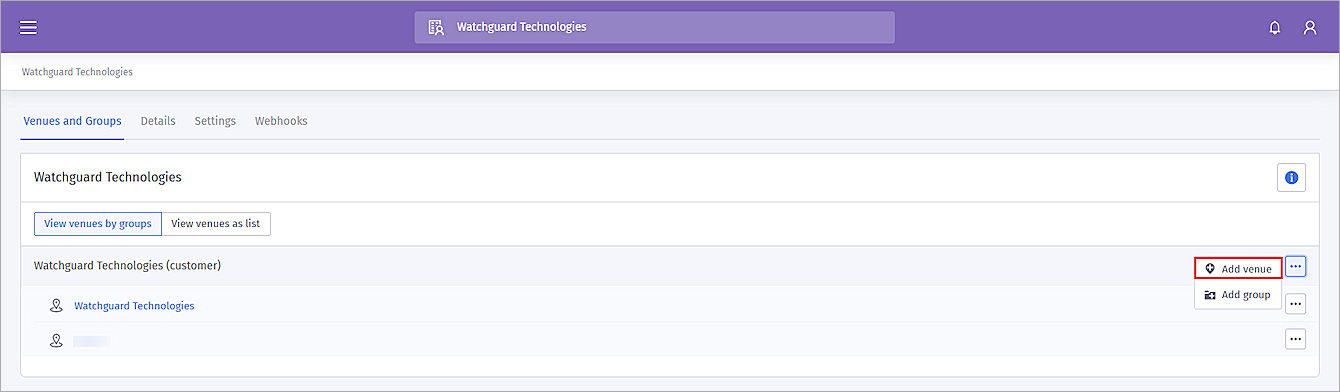 Watchguard Technologies
Watchguard Technologies
Venues and Groups Details Settings Webhooks
Watchguard Technologies
View venues by groups View venues as list
Watchguard Technologies (customer)
Add venue
Add group
Watchguard Technologies